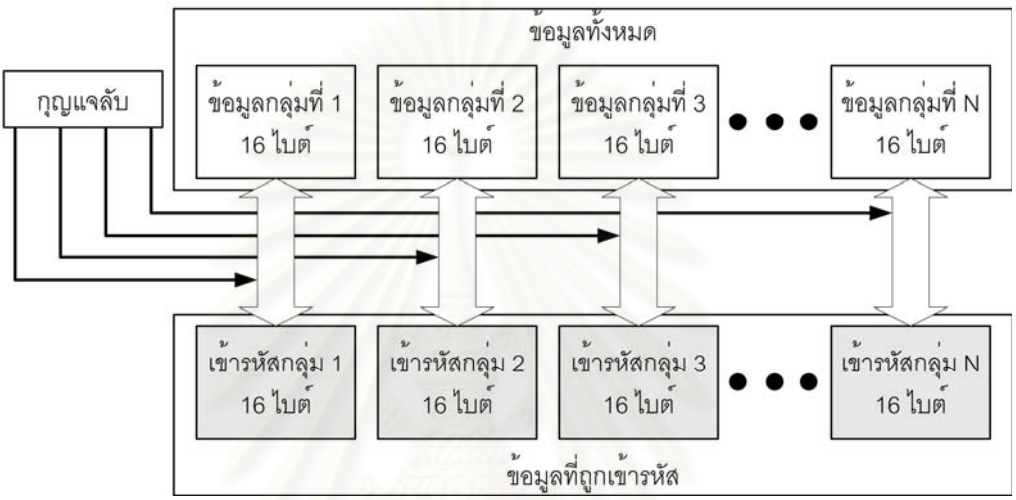 ข้อมูลทั้งหมด
กุญแจลับ
ข้อมูลกลุ่มที่ 1
16 ไบต์
ข้อมูลกลุ่มที่ 2
16 ไบต์
ข้อมูลกลุ่มที่ 3
16 ไบต์
ข้อมูลกลุ่มที่ N
16 ไบต์
เข้ารหัสกลุ่ม 1
16 ไบต์
เข้ารหัสกลุ่ม 2
16 ไบต์
เข้ารหัสกลุ่ม 3
16 ไบต์
เข้ารหัสกลุ่ม N
16 ไบต์
ข้อมูลที่ถูกเข้ารหัส